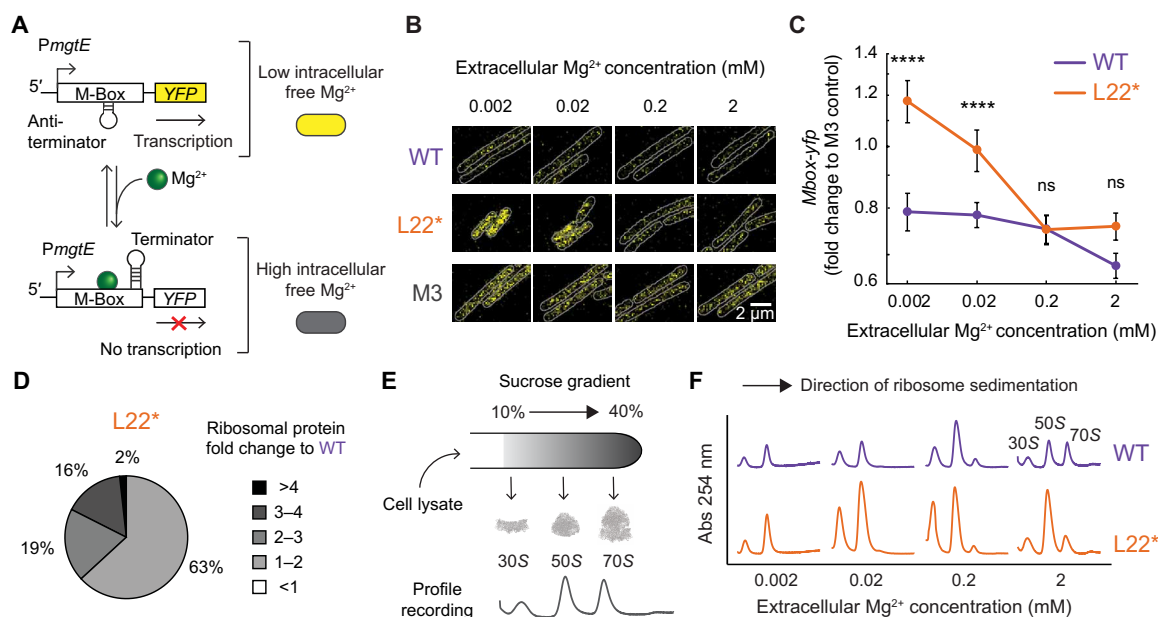 A
PmgtE
5′
M-Box
YFP
Anti-
terminator
Transcription
Low intracellular
free Mg²⁺
Mg²⁺
Terminator
PmgtE
5′
M-Box
YFP
No transcription
High intracellular
free Mg²⁺
B
Extracellular Mg²⁺ concentration (mM)
0.002 0.02 0.2 2
WT
L22*
M3
2 µm
C
Mbox-yfp
(fold change to M3 control)
1.4
1.2
1.0
0.8
0.6
**** 
****
ns
ns
WT
L22*
0.002 0.02 0.2 2
Extracellular Mg²⁺ concentration (mM)
D
L22*
2%
16%
19%
63%
Ribosomal protein
fold change to WT
>4
3–4
2–3
1–2
<1
E
Sucrose gradient
10% 40%
Cell lysate
30S 50S 70S
Profile
recording
F
Direction of ribosome sedimentation
Abs 254 nm
30S 50S 70S
WT
L22*
0.002 0.02 0.2 2
Extracellular Mg²⁺ concentration (mM)